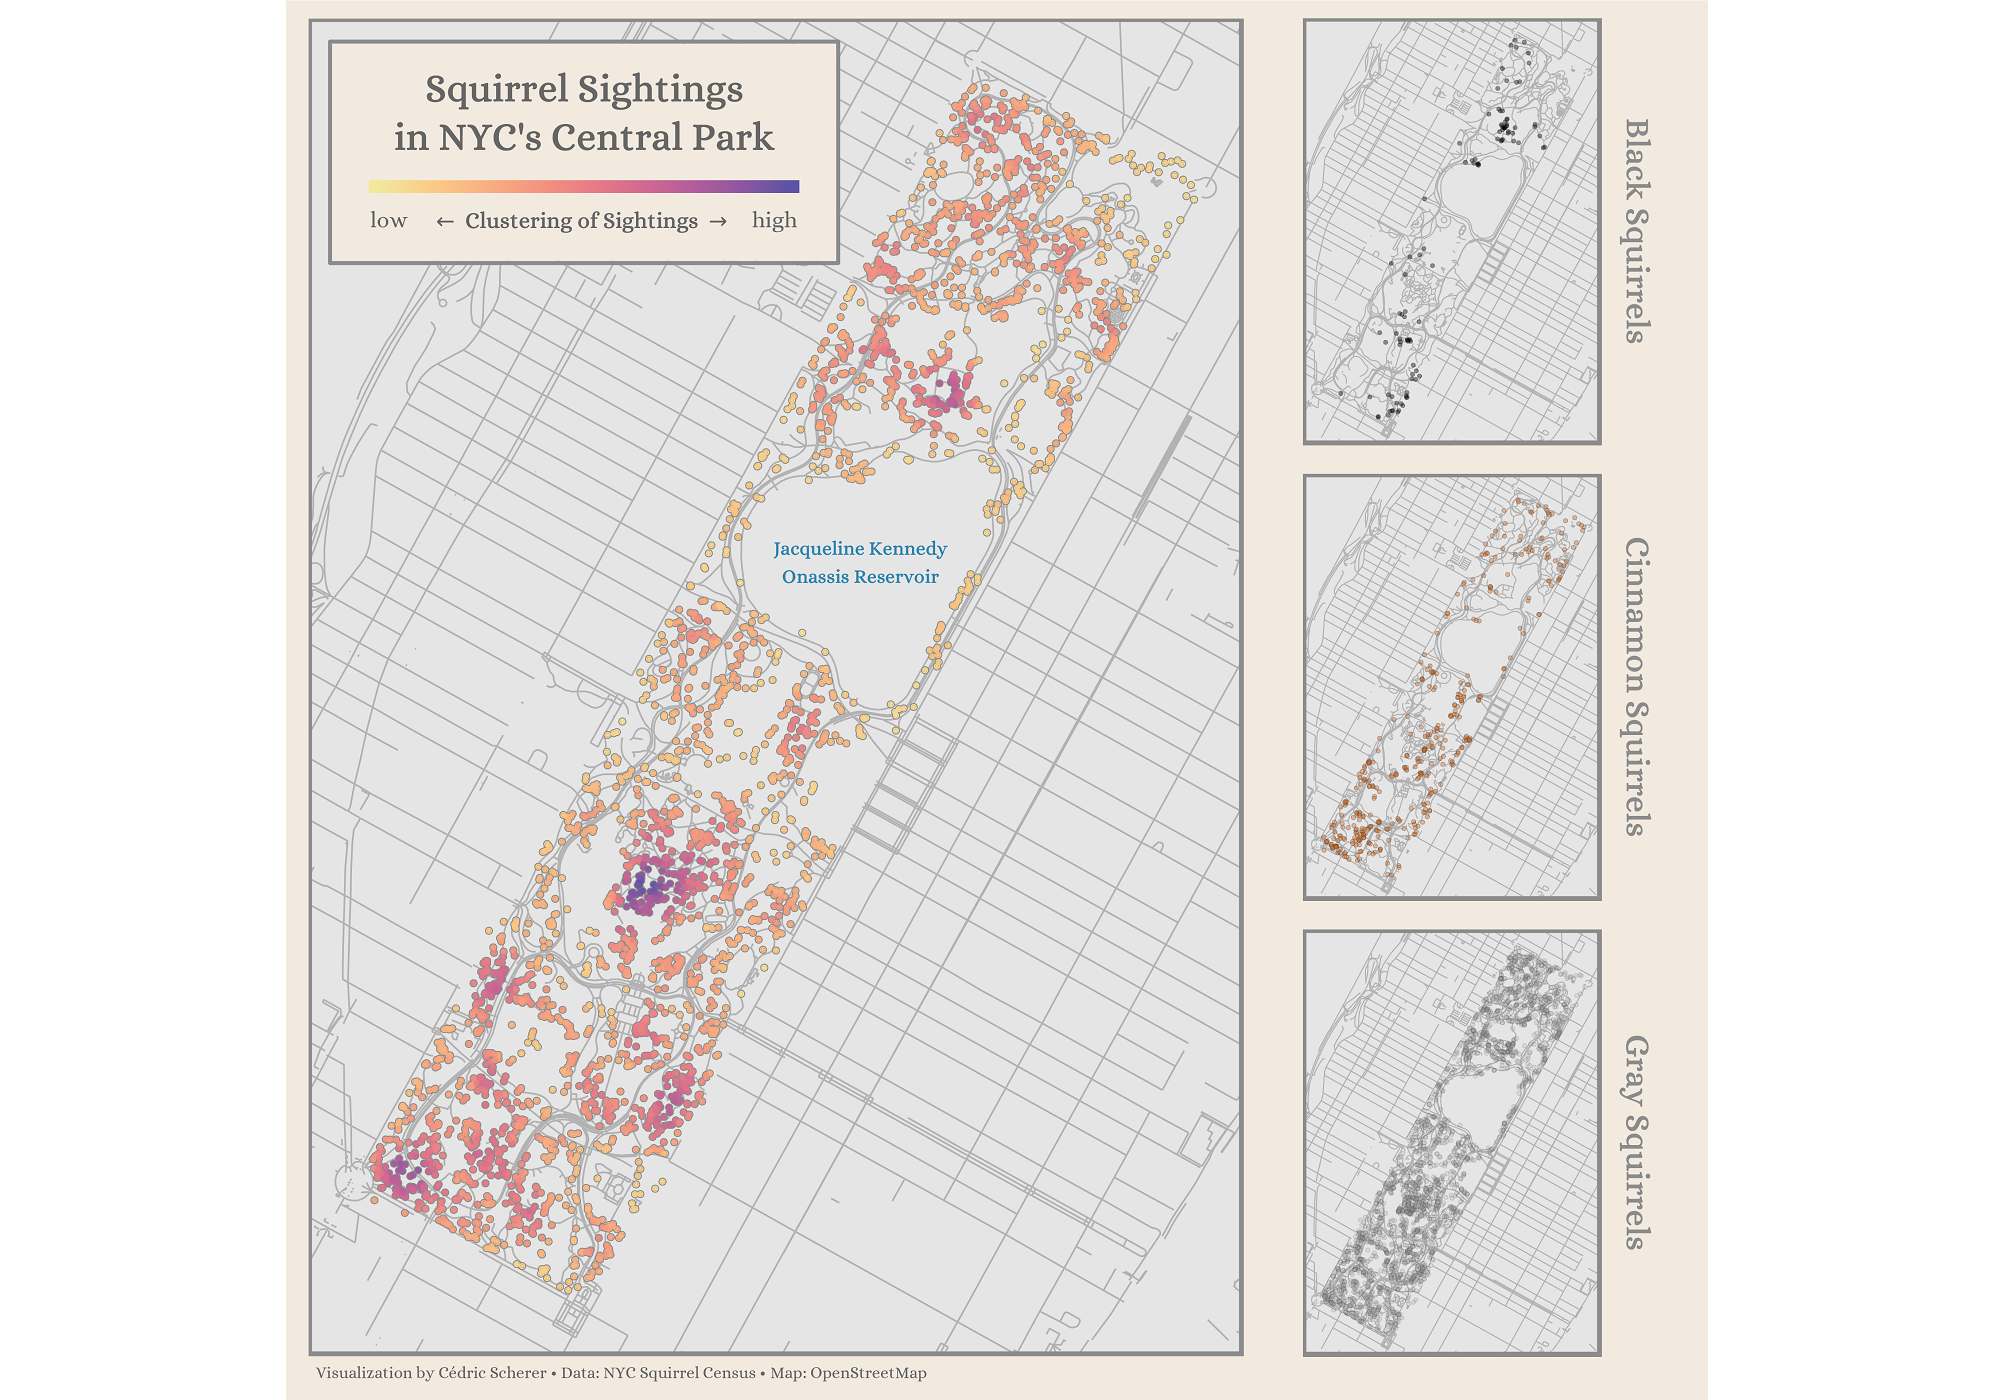 Squirrel Sightings
in NYC's Central Park
low ← Clustering of Sightings → high
Jacqueline Kennedy
Onassis Reservoir
Black Squirrels
Cinnamon Squirrels
Gray Squirrels
Visualization by Cédric Scherer • Data: NYC Squirrel Census • Map: OpenStreetMap